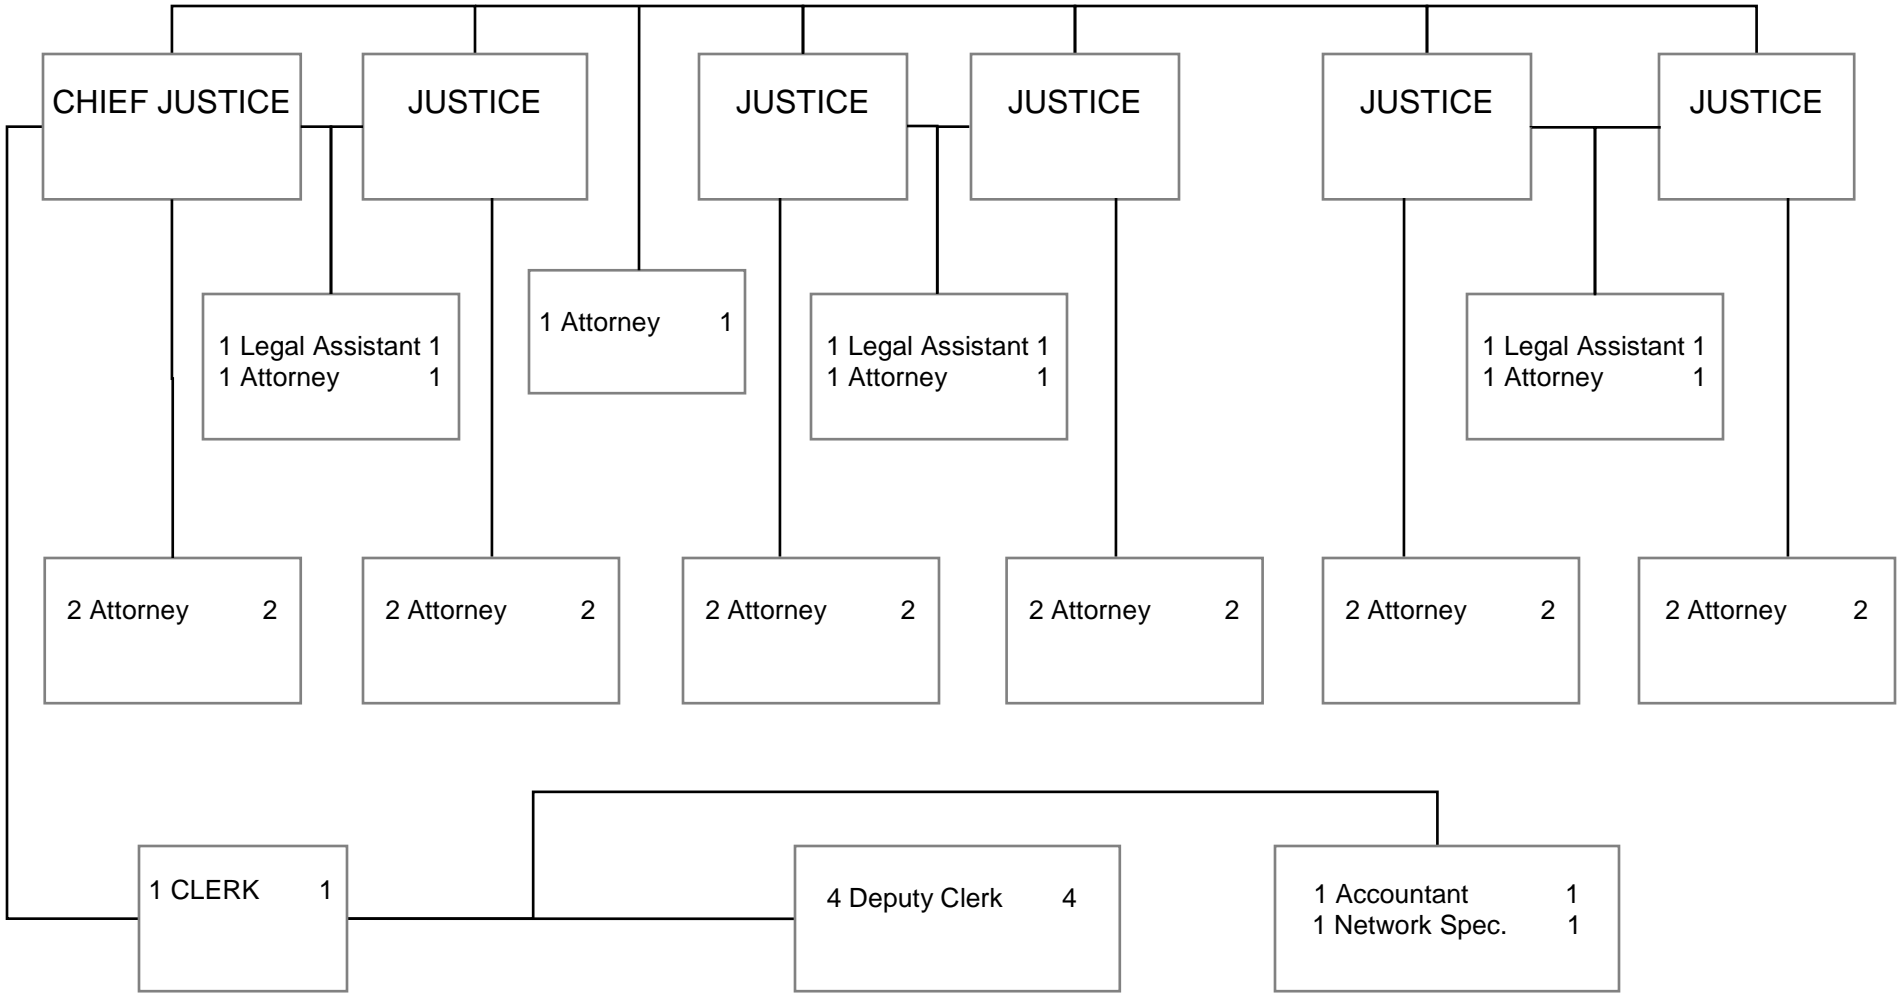 CHIEF JUSTICE
JUSTICE
JUSTICE
JUSTICE
JUSTICE
JUSTICE
1 Legal Assistant 1
1 Attorney 1
1 Attorney 1
1 Legal Assistant 1
1 Attorney 1
1 Legal Assistant 1
1 Attorney 1
2 Attorney 2
2 Attorney 2
2 Attorney 2
2 Attorney 2
2 Attorney 2
2 Attorney 2
1 CLERK 1
4 Deputy Clerk 4
1 Accountant 1
1 Network Spec. 1